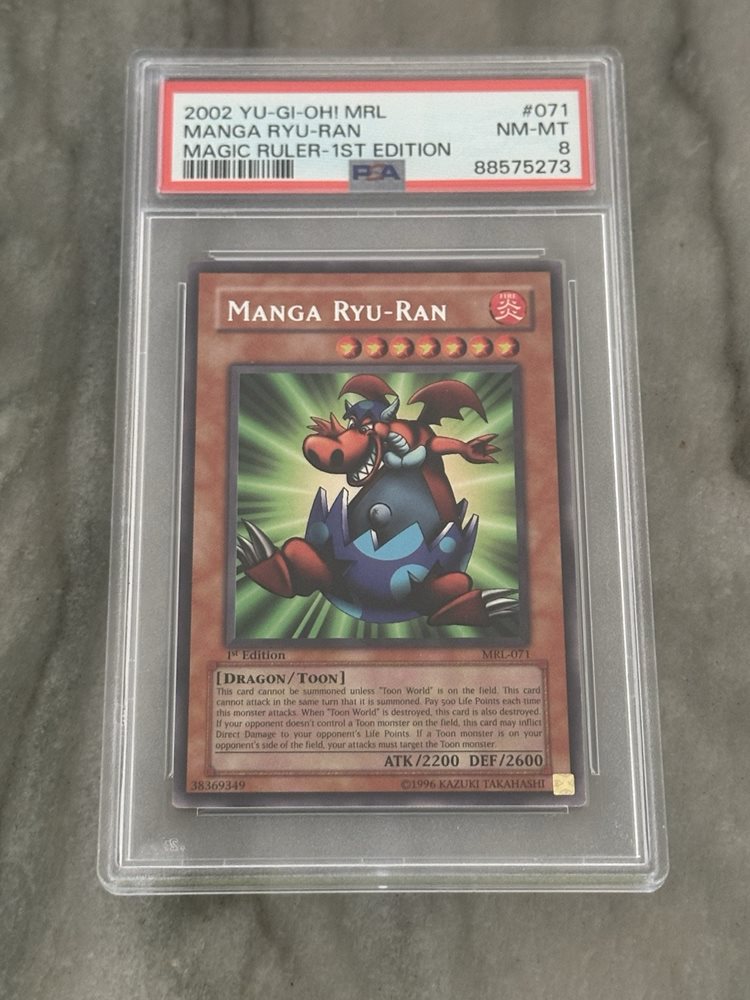 2002 YU-GI-OH! MRL #071
MANGA RYU-RAN NM-MT
MAGIC RULER-1ST EDITION 8
PSA 88575273
MANGA RYU-RAN
FIRE
炎
1st Edition MRL-071
[DRAGON/TOON]
This card cannot be summoned unless "Toon World" is on the field. This card
cannot attack in the same turn that it is summoned. Pay 500 Life Points each time
this monster attacks. When "Toon World" is destroyed, this card is also destroyed.
If your opponent doesn't control a Toon monster on the field, this card may inflict
Direct Damage to your opponent's Life Points. If a Toon monster is on your
opponent's side of the field, your attacks must target the Toon monster.
ATK/2200 DEF/2600
38369349 ©1996 KAZUKI TAKAHASHI